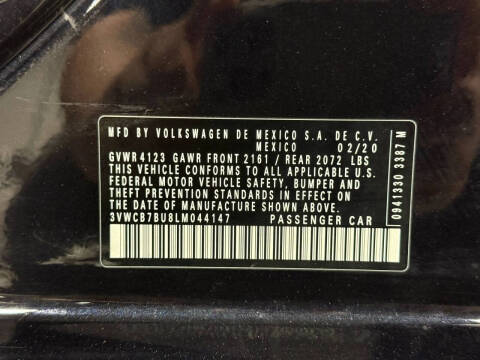 MFD BY VOLKSWAGEN DE MEXICO S.A. DE C.V.
MEXICO 02/20
GVWR 4123 GAWR FRONT 2161 / REAR 2072 LBS
THIS VEHICLE CONFORMS TO ALL APPLICABLE U.S.
FEDERAL MOTOR VEHICLE SAFETY, BUMPER AND
THEFT PREVENTION STANDARDS IN EFFECT ON
THE DATE OF MANUFACTURE SHOWN ABOVE.
3VWCB7BU8LM044147 PASSENGER CAR
0941330 3387 M